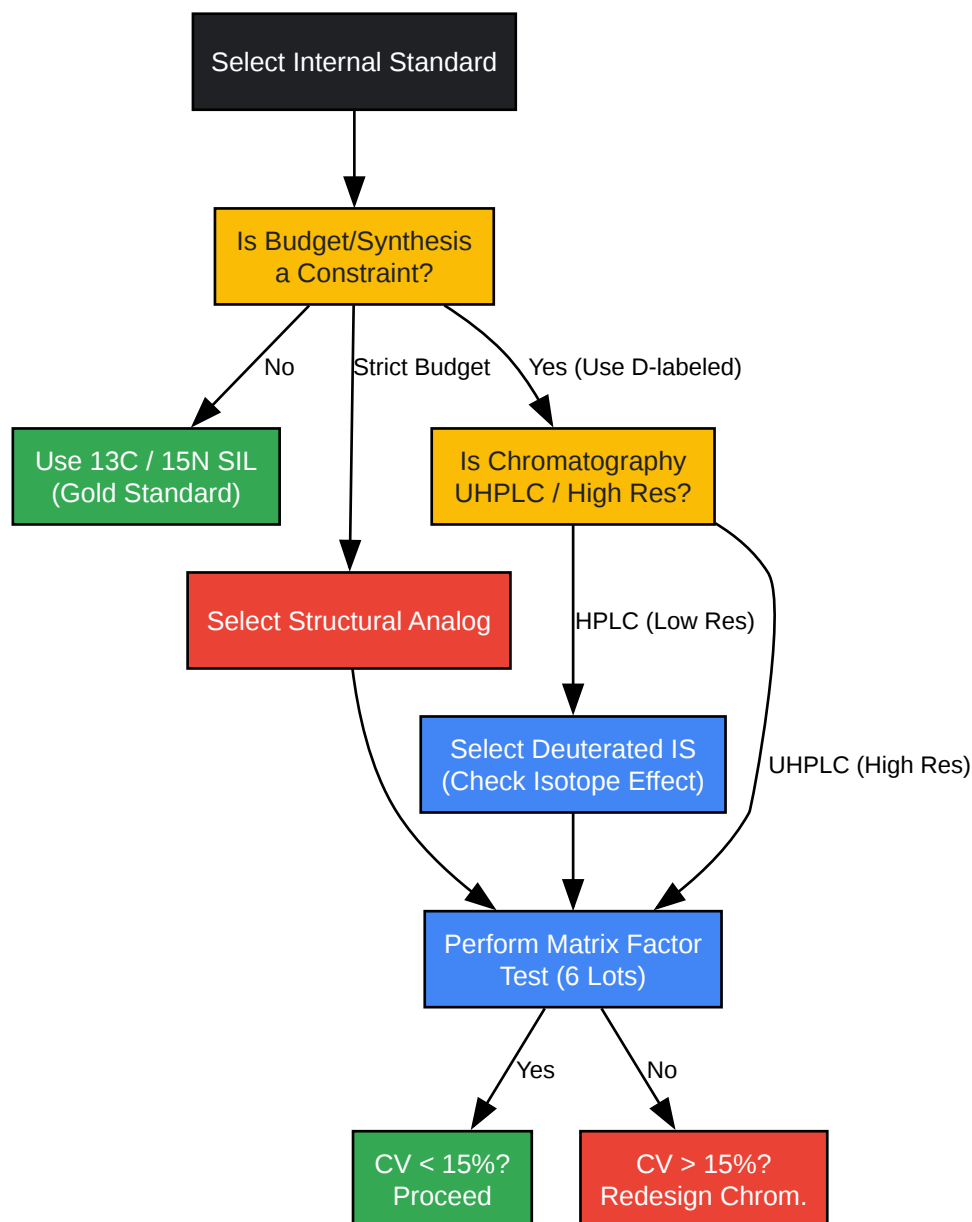 Select Internal Standard
Is Budget/Synthesis
a Constraint?
No
Strict Budget
Yes (Use D-labeled)
Use 13C / 15N SIL
(Gold Standard)
Is Chromatography
UHPLC / High Res?
Select Structural Analog
HPLC (Low Res)
Select Deuterated IS
(Check Isotope Effect)
UHPLC (High Res)
Perform Matrix Factor
Test (6 Lots)
Yes
No
CV < 15%?
Proceed
CV > 15%?
Redesign Chrom.